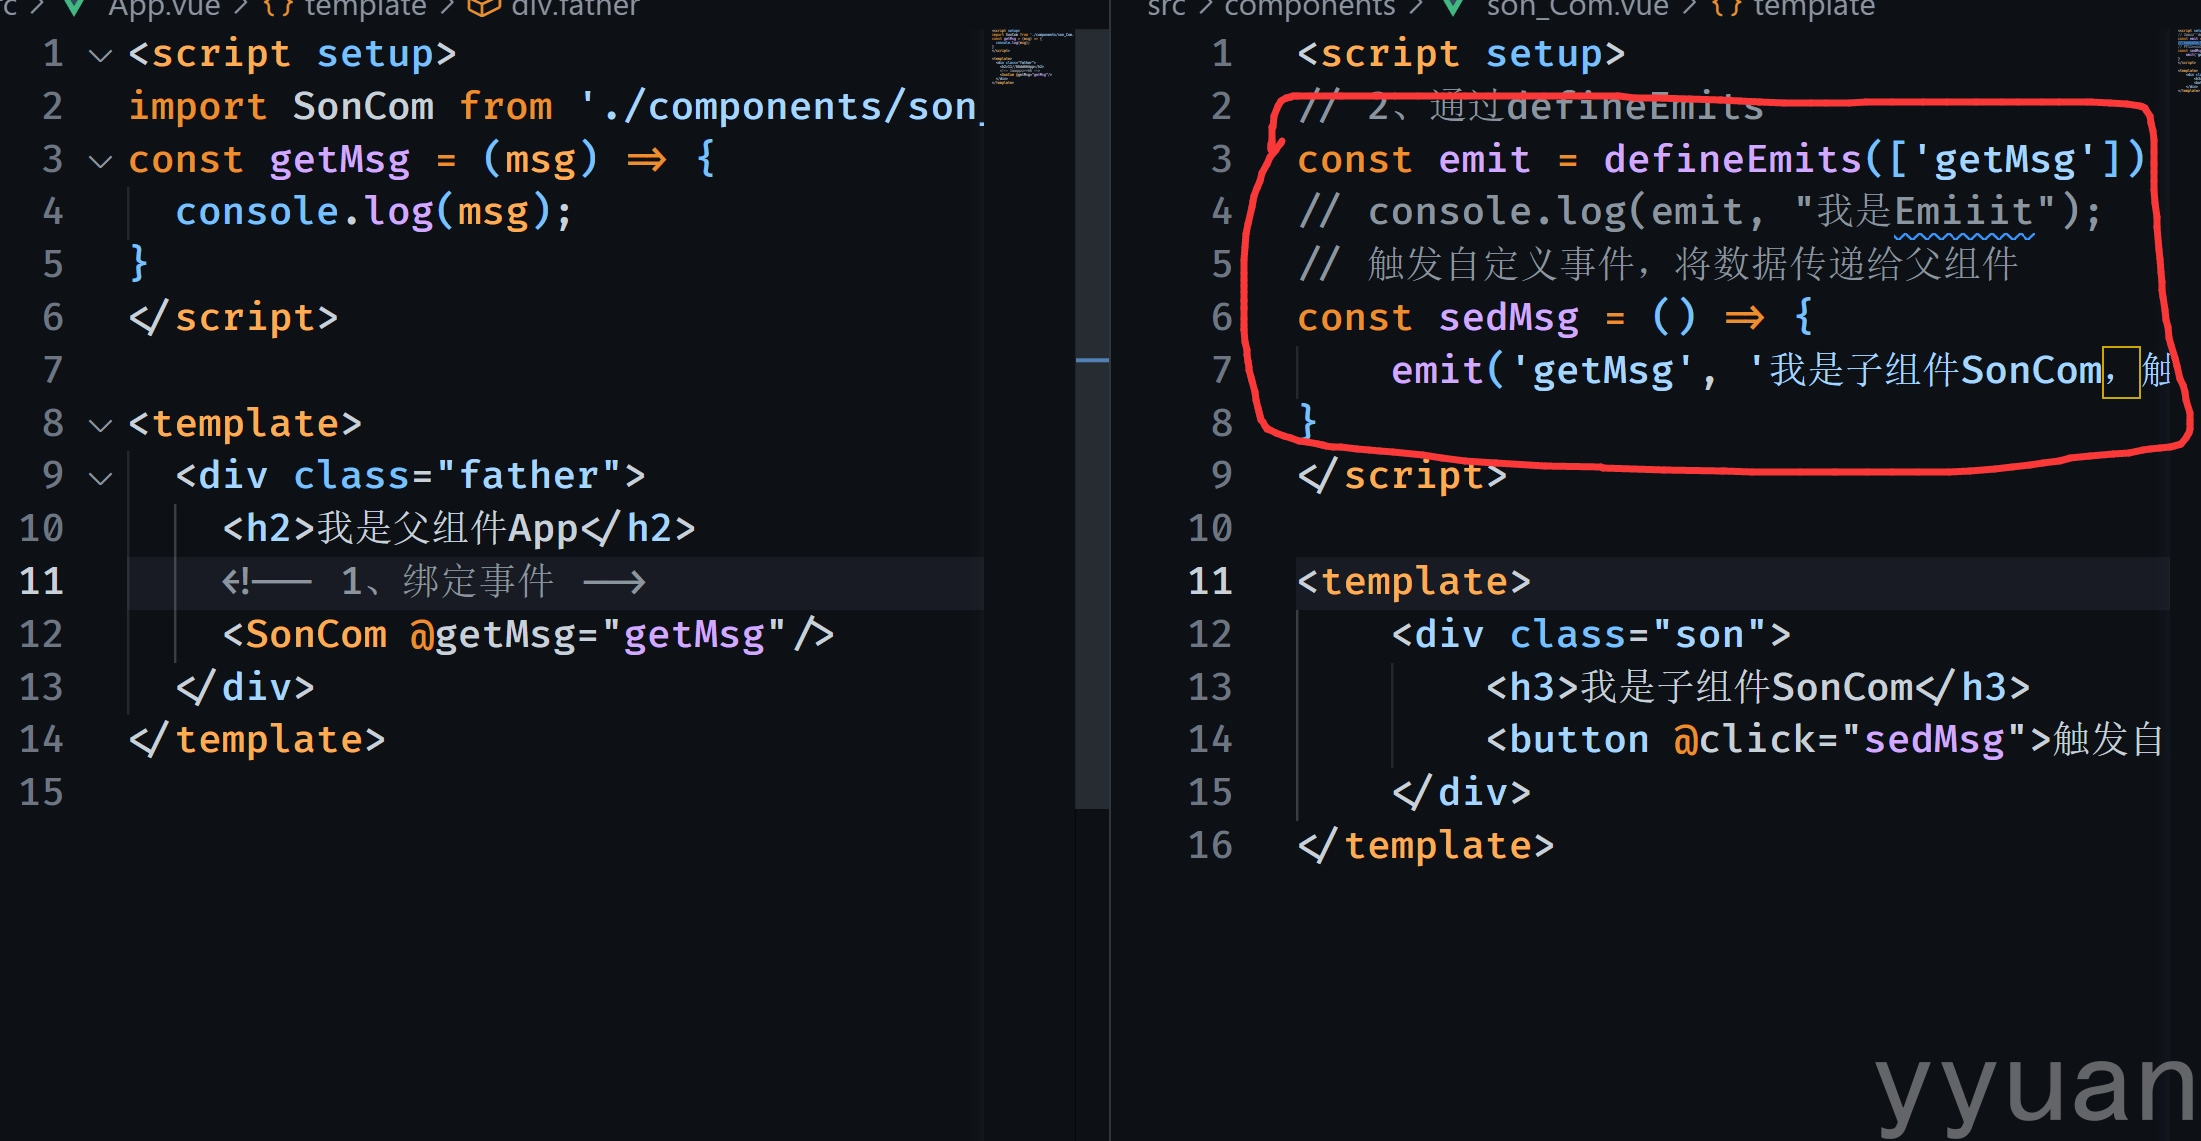 App.vue > {} template > div.father
1 <script setup>
2 import SonCom from './components/son_
3 const getMsg = (msg) => {
4 console.log(msg);
5 }
6 </script>
7
8 <template>
9 <div class="father">
10 <h2>我是父组件App</h2>
11 <!-- 1、绑定事件 -->
12 <SonCom @getMsg="getMsg"/>
13 </div>
14 </template>
15
src > components > son_Com.vue > {} template
1 <script setup>
2 // 2、通过defineEmits
3 const emit = defineEmits(['getMsg'])
4 // console.log(emit, "我是Emiiit");
5 // 触发自定义事件，将数据传递给父组件
6 const sedMsg = () => {
7 emit('getMsg', '我是子组件SonCom，触
8 }
9 </script>
10
11 <template>
12 <div class="son">
13 <h3>我是子组件SonCom</h3>
14 <button @click="sedMsg">触发自
15 </div>
16 </template>
yyuan